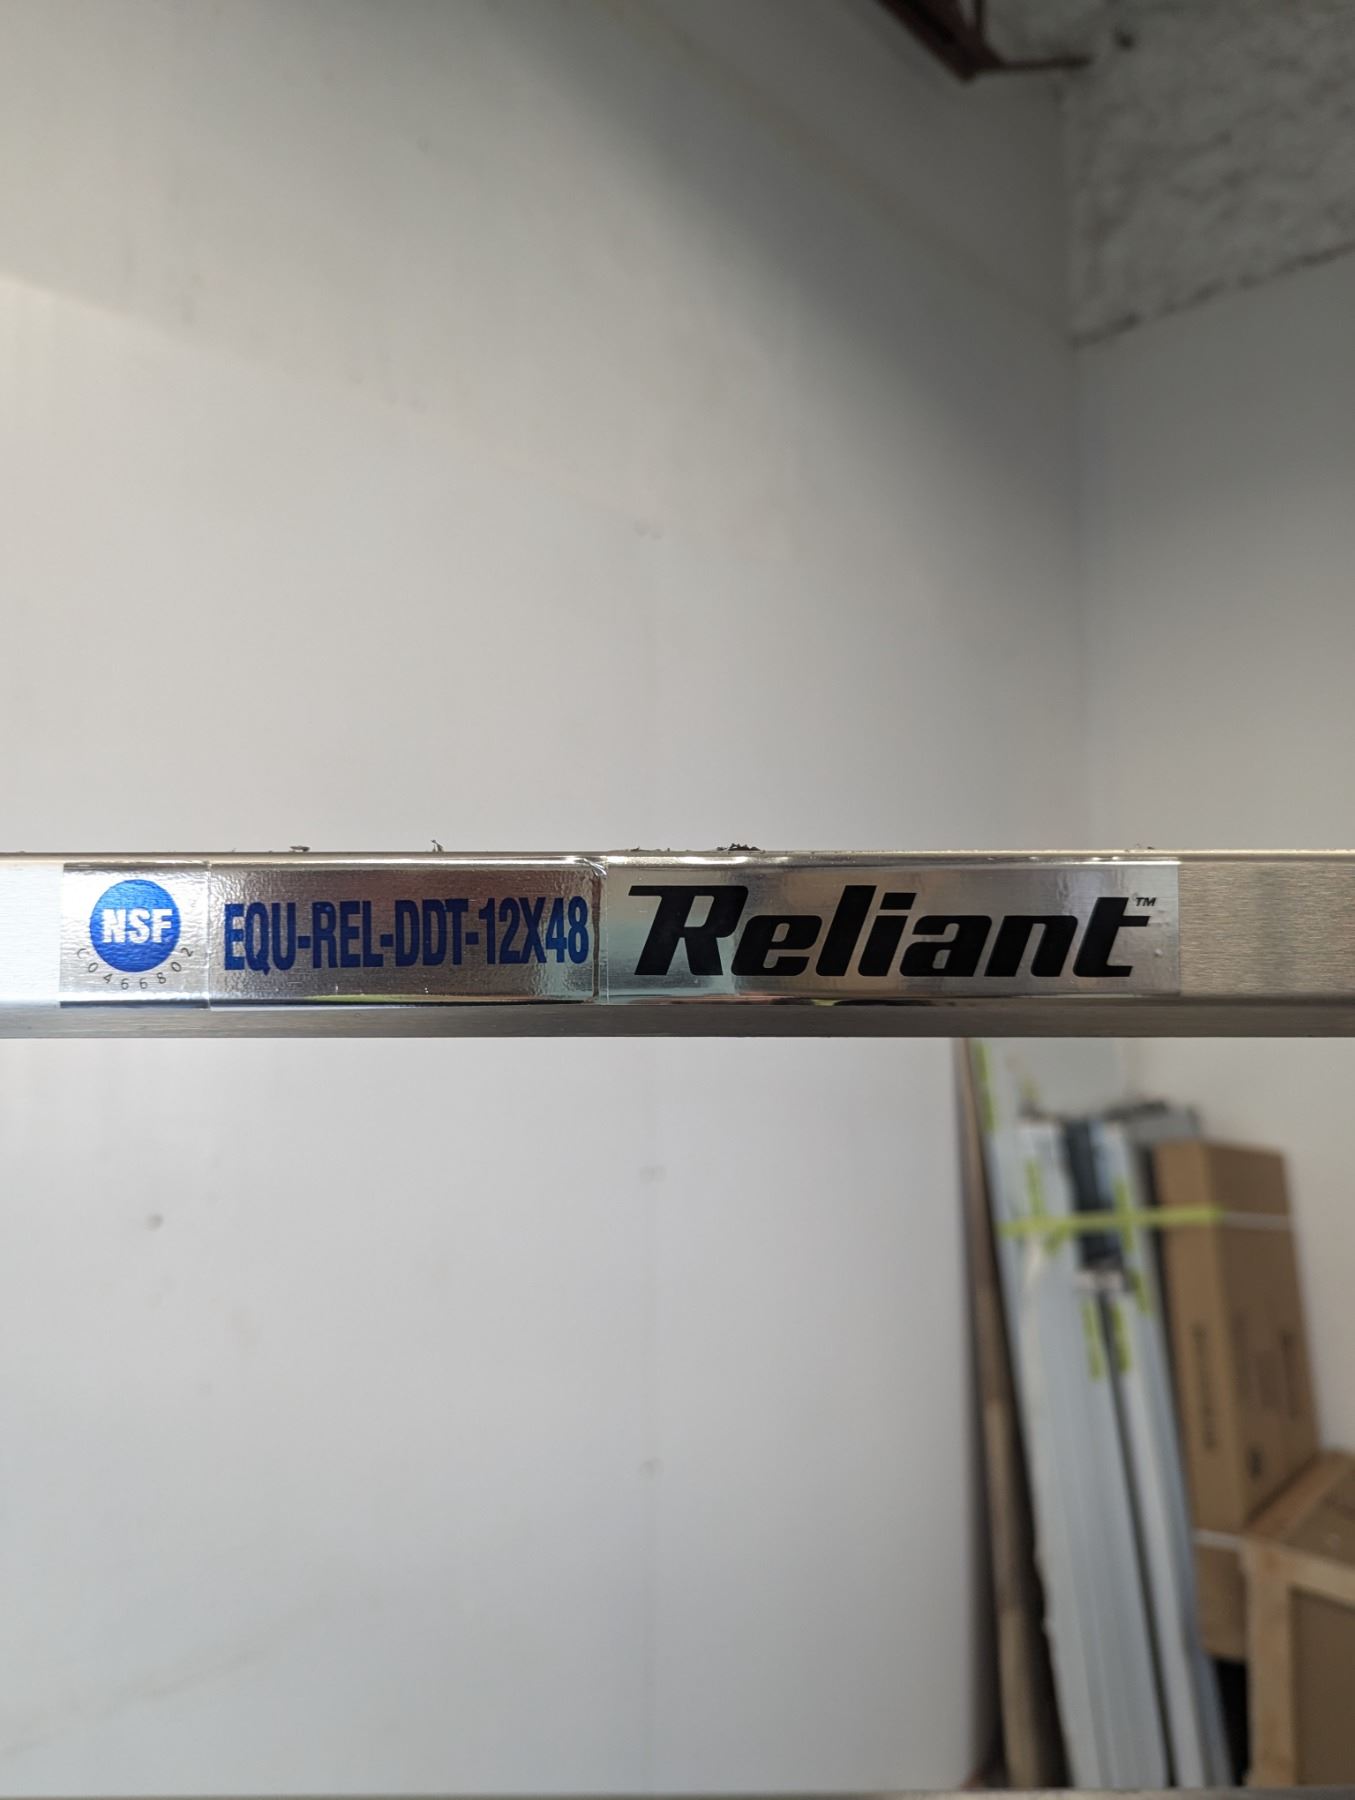 NSF
C0466802
EQU-REL-DDT-12X48
Reliant™